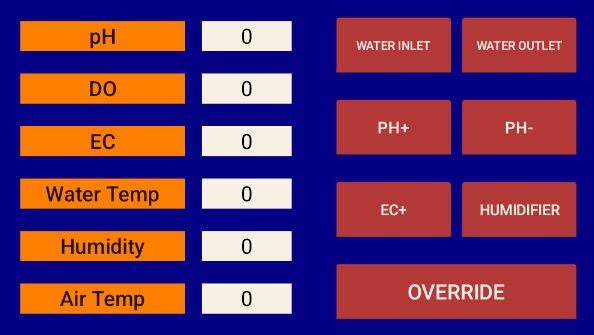 pH 0
DO 0
EC 0
Water Temp 0
Humidity 0
Air Temp 0
WATER INLET WATER OUTLET
PH+ PH-
EC+ HUMIDIFIER
OVERRIDE